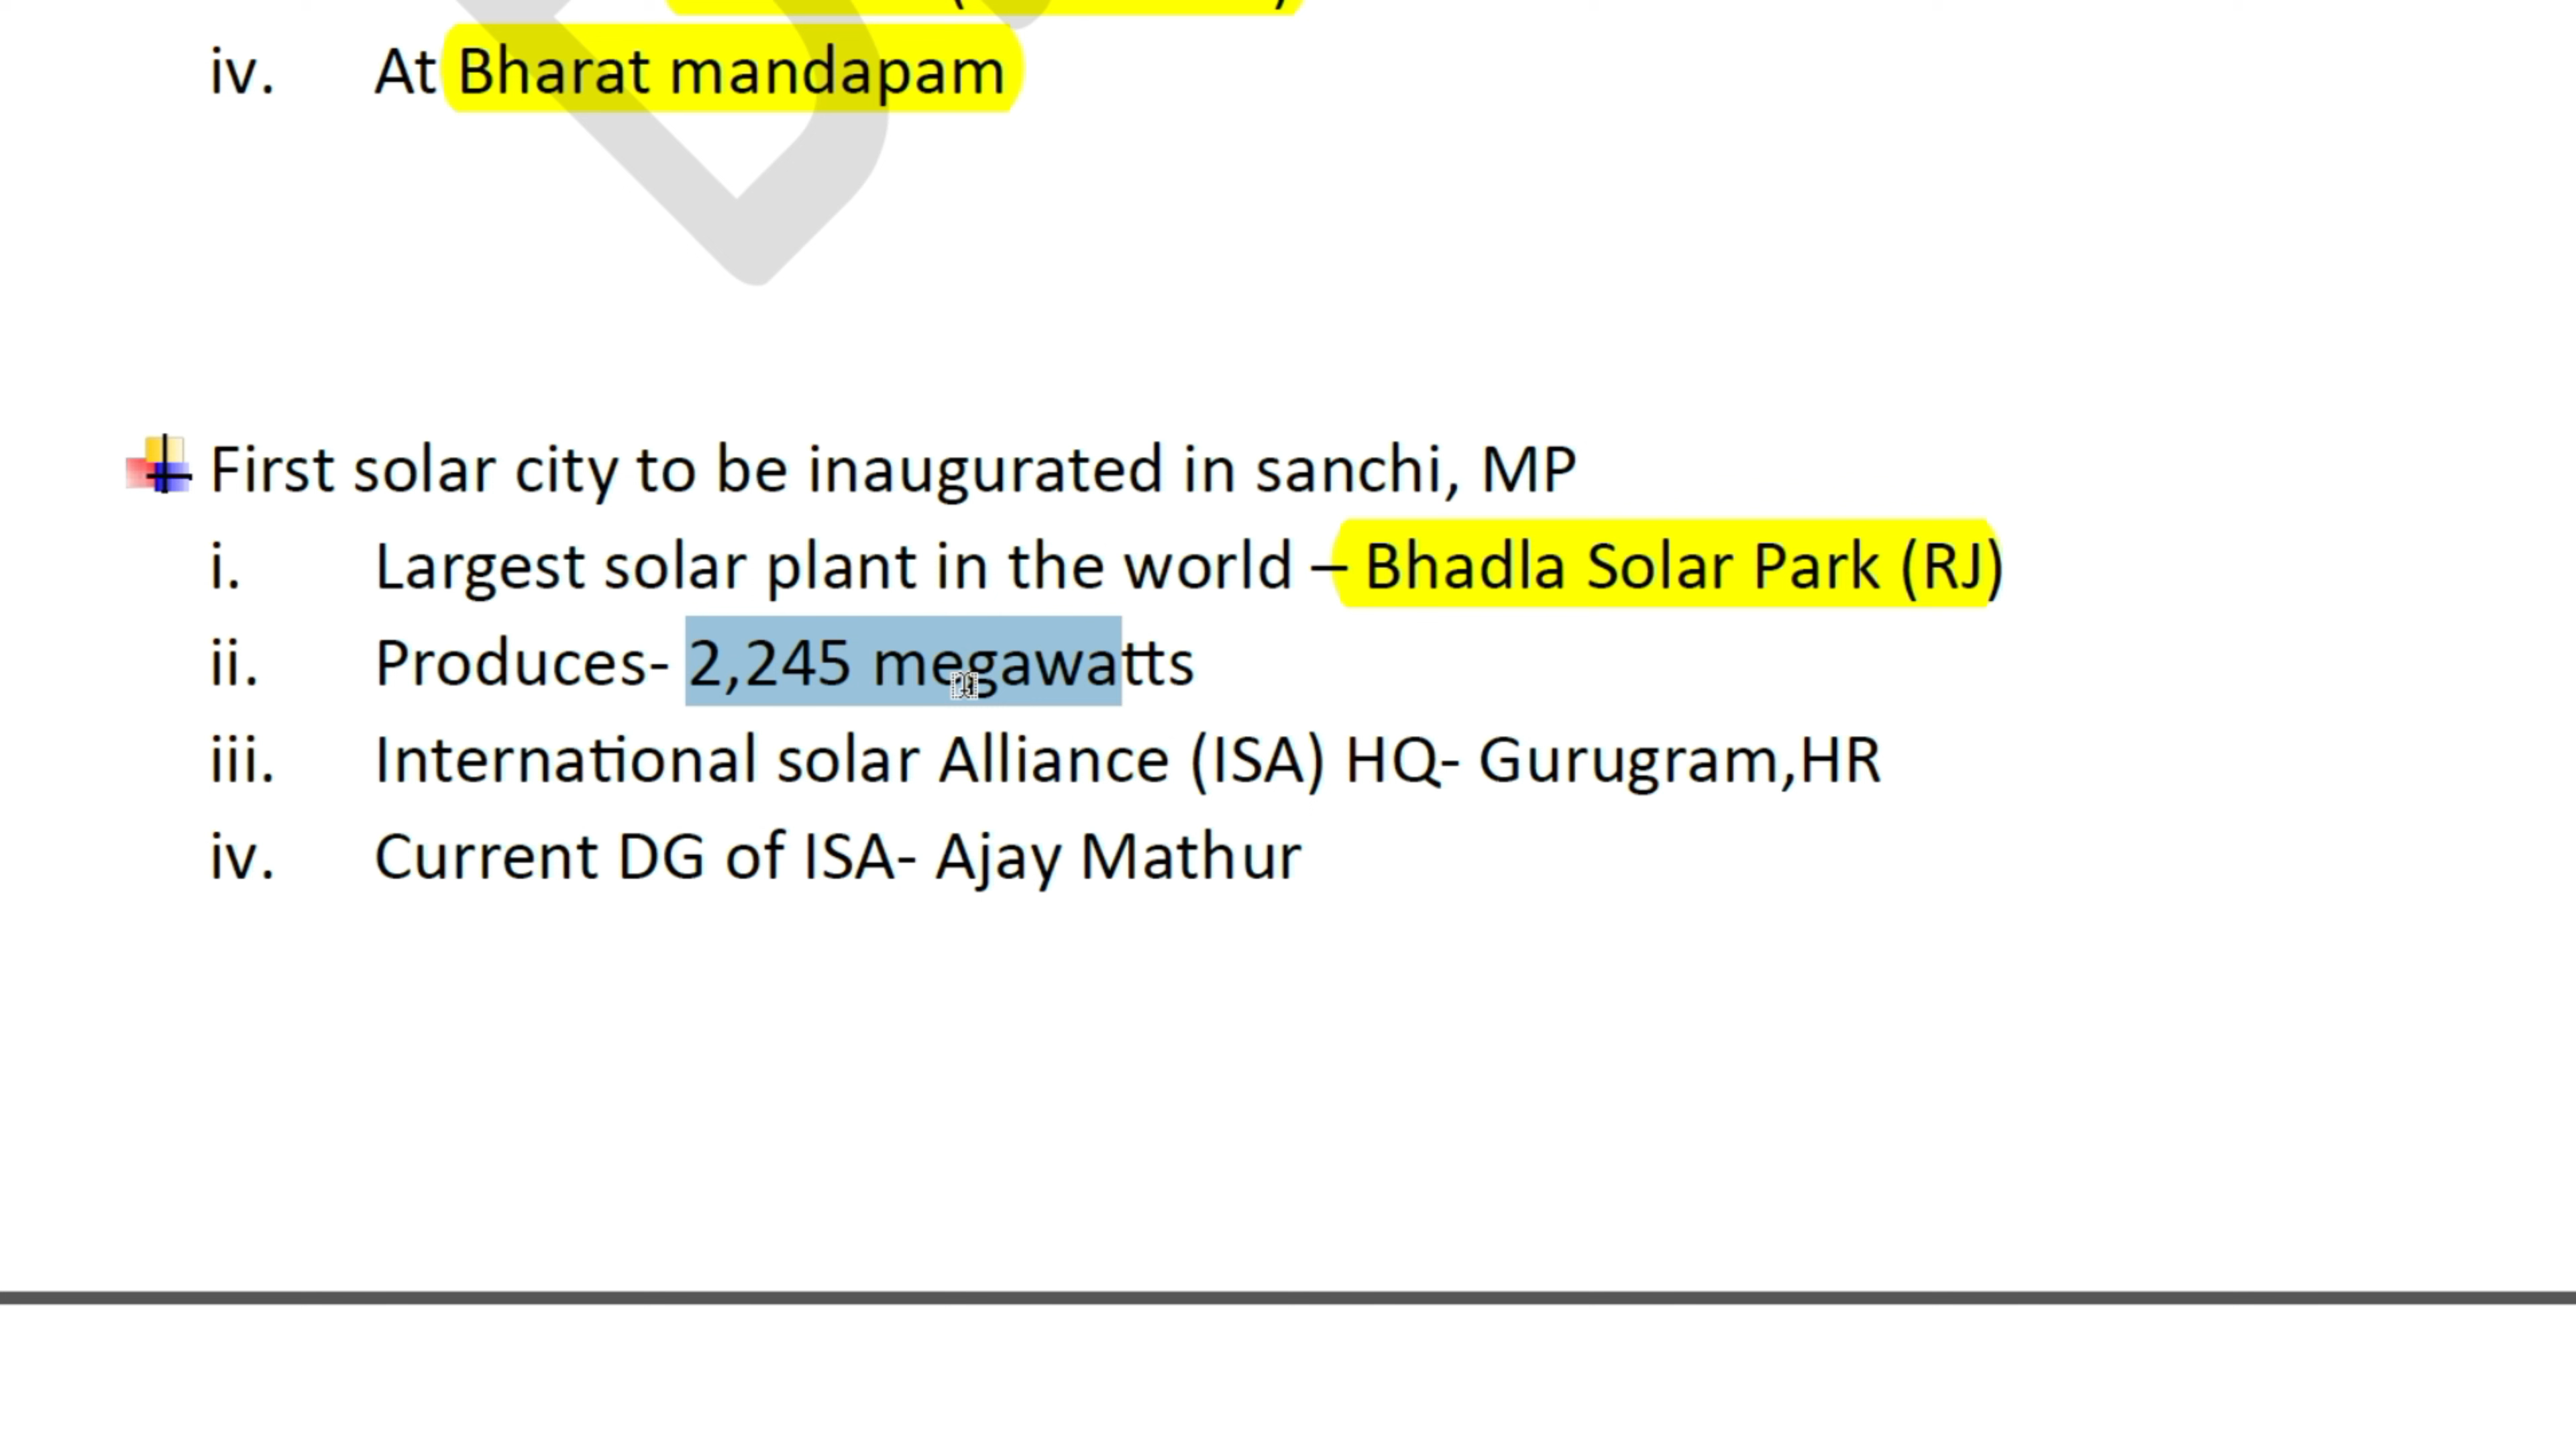 iv. At Bharat mandapam
First solar city to be inaugurated in sanchi, MP
i. Largest solar plant in the world – Bhadla Solar Park (RJ)
ii. Produces- 2,245 megawatts
iii. International solar Alliance (ISA) HQ- Gurugram,HR
iv. Current DG of ISA- Ajay Mathur